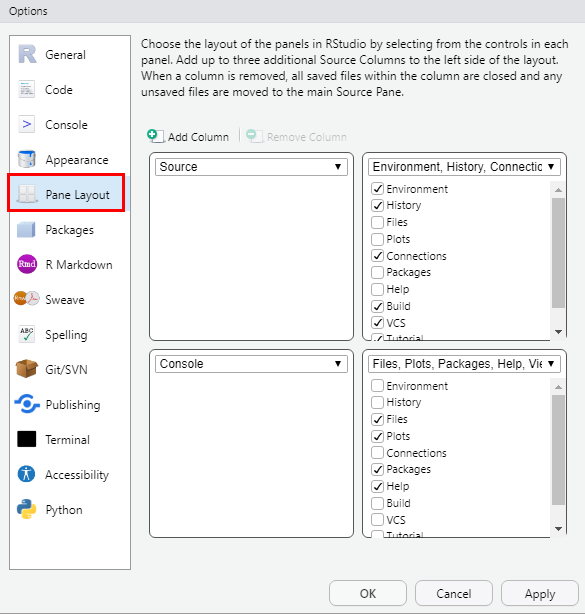 Options
R
General
Code
>
Console
Appearance
Pane Layout
Packages
Rmd
R Markdown
Sweave
ABC
Spelling
Git/SVN
Publishing
Terminal
Accessibility
Python
Choose the layout of the panels in RStudio by selecting from the controls in each
panel. Add up to three additional Source Columns to the left side of the layout.
When a column is removed, all saved files within the column are closed and any
unsaved files are moved to the main Source Pane.
Add Column
Remove Column
Source
Environment, History, Connectic
Environment
History
Files
Plots
Connections
Packages
Help
Build
VCS
Tutorial
Console
Files, Plots, Packages, Help, Vie
Environment
History
Files
Plots
Connections
Packages
Help
Build
VCS
Tutorial
OK
Cancel
Apply